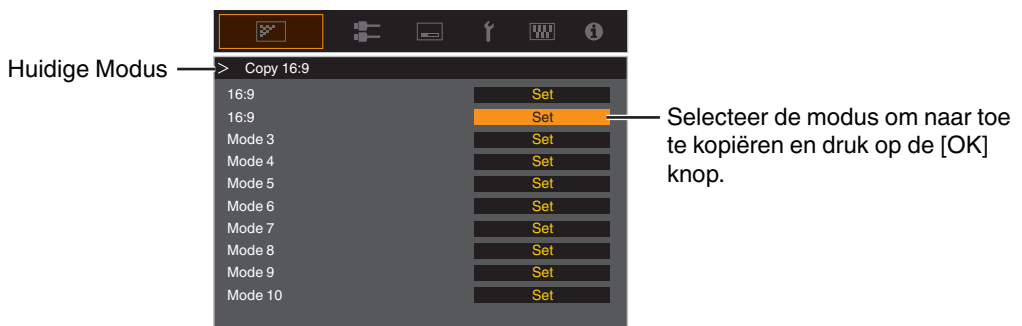 Huidige Modus
> Copy 16:9
16:9 Set
16:9 Set
Mode 3 Set
Mode 4 Set
Mode 5 Set
Mode 6 Set
Mode 7 Set
Mode 8 Set
Mode 9 Set
Mode 10 Set
Selecteer de modus om naar toe
te kopiëren en druk op de [OK]
knop.